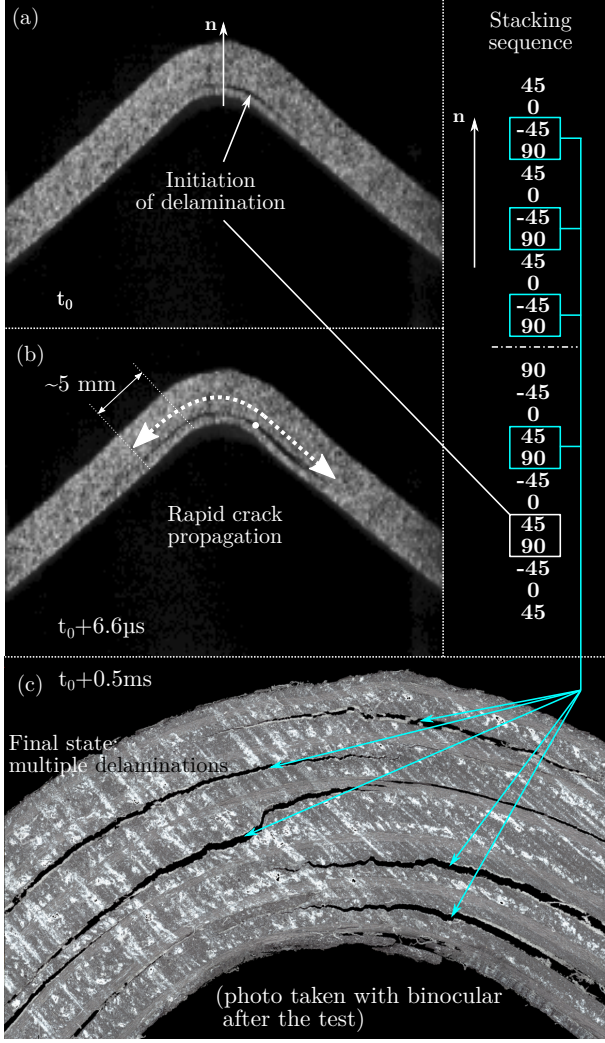 (a)
n
Initiation
of delamination
t0
(b)
~5 mm
Rapid crack
propagation
t0+6.6µs
Stacking
sequence
n
45
0
-45
90
45
0
-45
90
45
0
-45
90
90
-45
0
45
90
-45
0
45
90
-45
0
45
(c)
t0+0.5ms
Final state:
multiple delaminations
(photo taken with binocular
after the test)